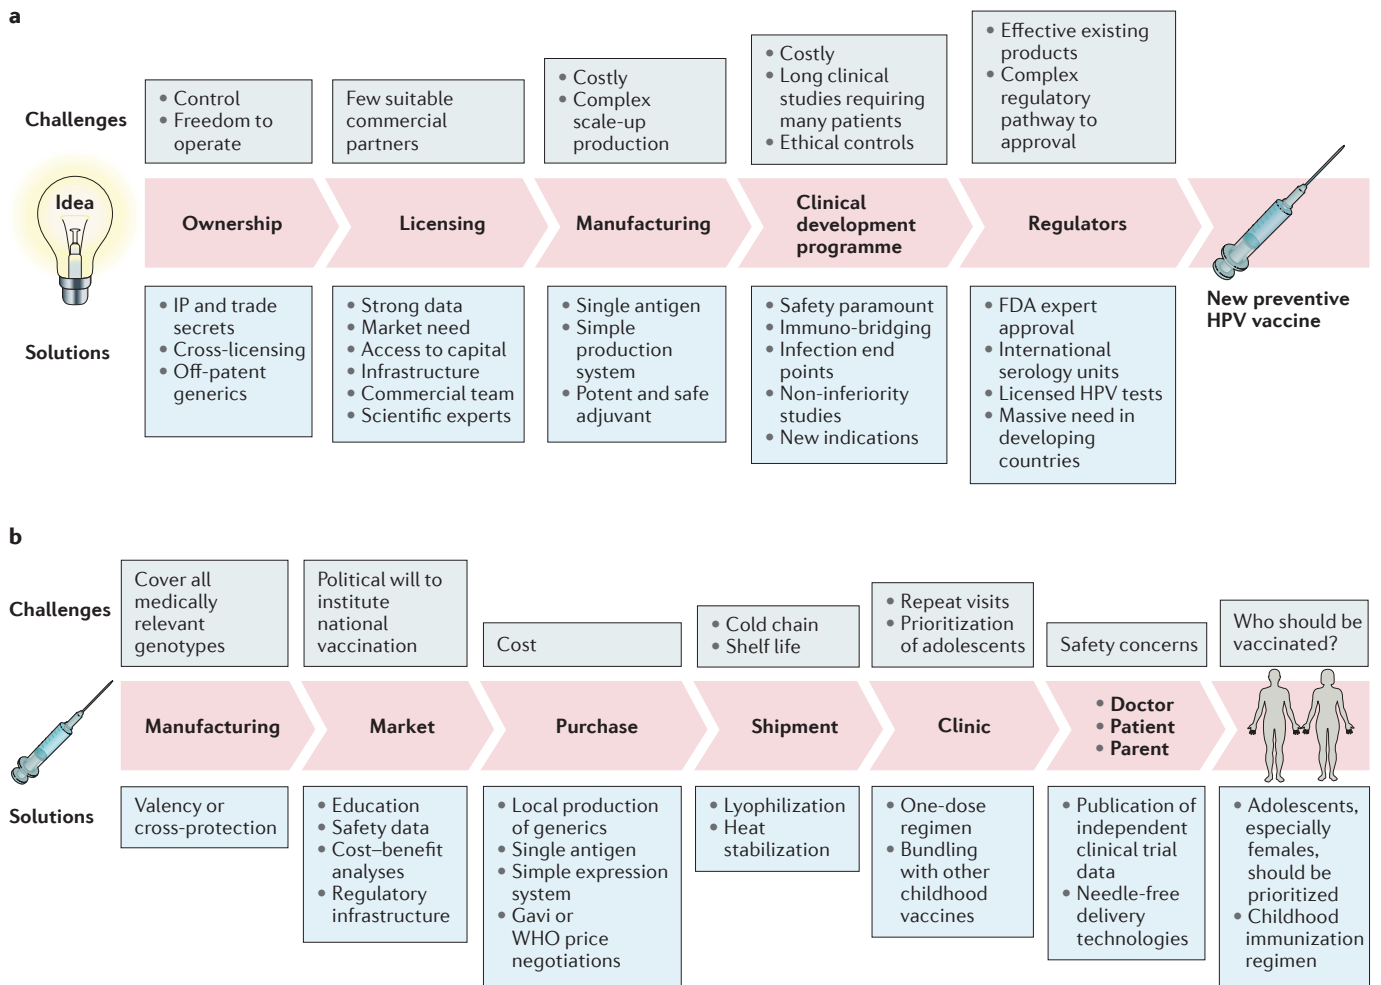 a
Challenges
• Control
• Freedom to
operate
Few suitable
commercial
partners
• Costly
• Complex
scale-up
production
• Costly
• Long clinical
studies requiring
many patients
• Ethical controls
• Effective existing
products
• Complex
regulatory
pathway to
approval
Idea
Ownership
Licensing
Manufacturing
Clinical
development
programme
Regulators
New preventive
HPV vaccine
Solutions
• IP and trade
secrets
• Cross-licensing
• Off-patent
generics
• Strong data
• Market need
• Access to capital
• Infrastructure
• Commercial team
• Scientific experts
• Single antigen
• Simple
production
system
• Potent and safe
adjuvant
• Safety paramount
• Immuno-bridging
• Infection end
points
• Non-inferiority
studies
• New indications
• FDA expert
approval
• International
serology units
• Licensed HPV tests
• Massive need in
developing
countries
b
Challenges
Cover all
medically
relevant
genotypes
Political will to
institute
national
vaccination
Cost
• Cold chain
• Shelf life
• Repeat visits
• Prioritization
of adolescents
Safety concerns
Who should be
vaccinated?
Manufacturing
Market
Purchase
Shipment
Clinic
• Doctor
• Patient
• Parent
Solutions
Valency or
cross-protection
• Education
• Safety data
• Cost–benefit
analyses
• Regulatory
infrastructure
• Local production
of generics
• Single antigen
• Simple expression
system
• Gavi or
WHO price
negotiations
• Lyophilization
• Heat
stabilization
• One-dose
regimen
• Bundling
with other
childhood
vaccines
• Publication of
independent
clinical trial
data
• Needle-free
delivery
technologies
• Adolescents,
especially
females,
should be
prioritized
• Childhood
immunization
regimen